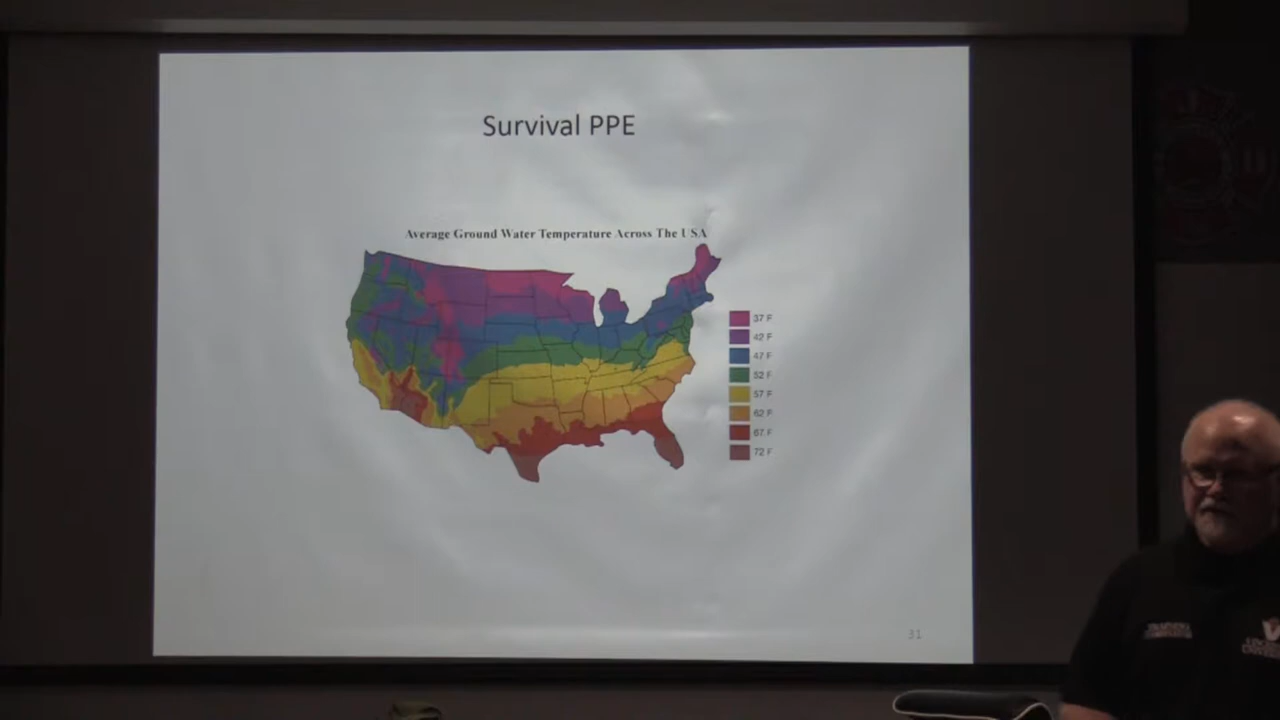 Survival PPE
Average Ground Water Temperature Across The USA
37 F
42 F
47 F
52 F
57 F
62 F
67 F
72 F
31